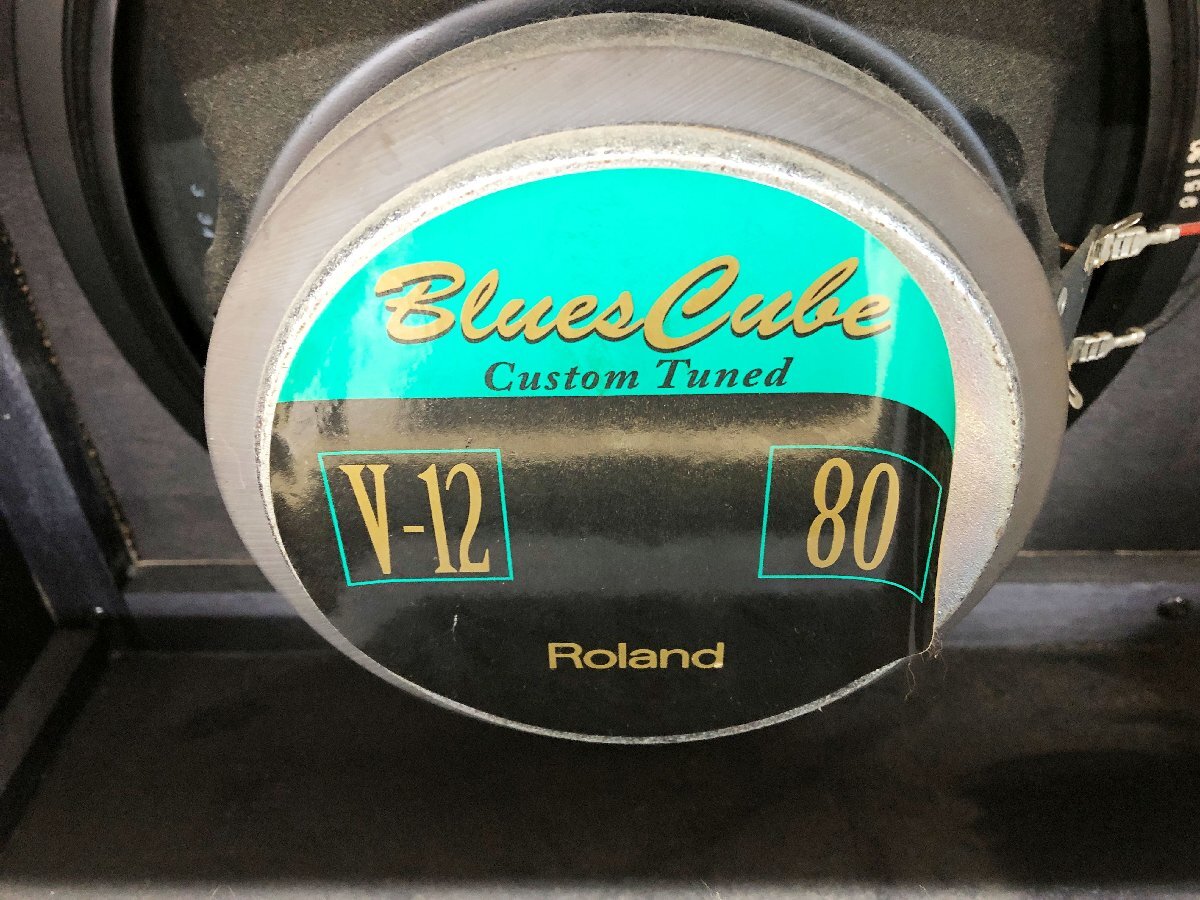 BluesCube
Custom Tuned
V-12
80
Roland